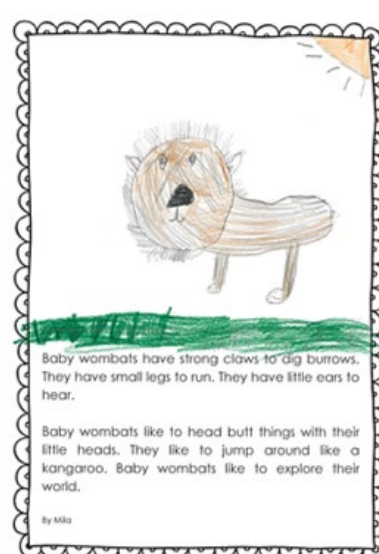 Baby wombats have strong claws to dig burrows.
They have small legs to run. They have little ears to
hear.
Baby wombats like to head butt things with their
little heads. They like to jump around like a
kangaroo. Baby wombats like to explore their
world.
By Mila